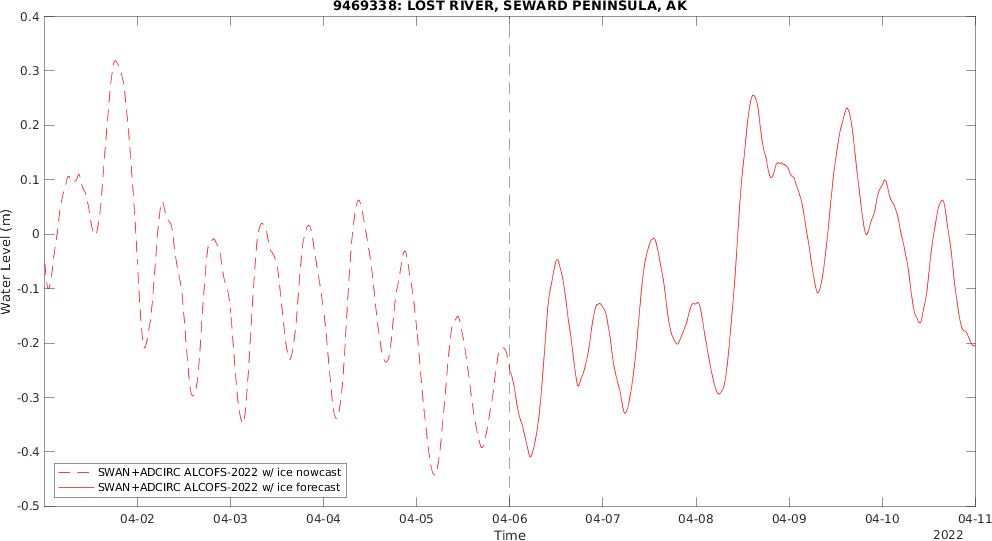 9469338: LOST RIVER, SEWARD PENINSULA, AK
0.4
0.3
0.2
0.1
0
-0.1
-0.2
-0.3
-0.4
-0.5
Water Level (m)
SWAN+ADCIRC ALCOFS-2022 w/ ice nowcast
SWAN+ADCIRC ALCOFS-2022 w/ ice forecast
04-02 04-03 04-04 04-05 04-06 04-07 04-08 04-09 04-10 04-11
Time
2022